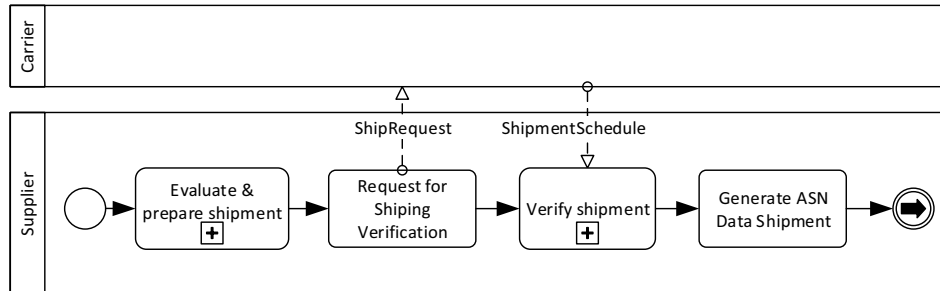 Carrier
ShipRequest
ShipmentSchedule
Supplier
Evaluate &
prepare shipment
Request for
Shiping
Verification
Verify shipment
Generate ASN
Data Shipment